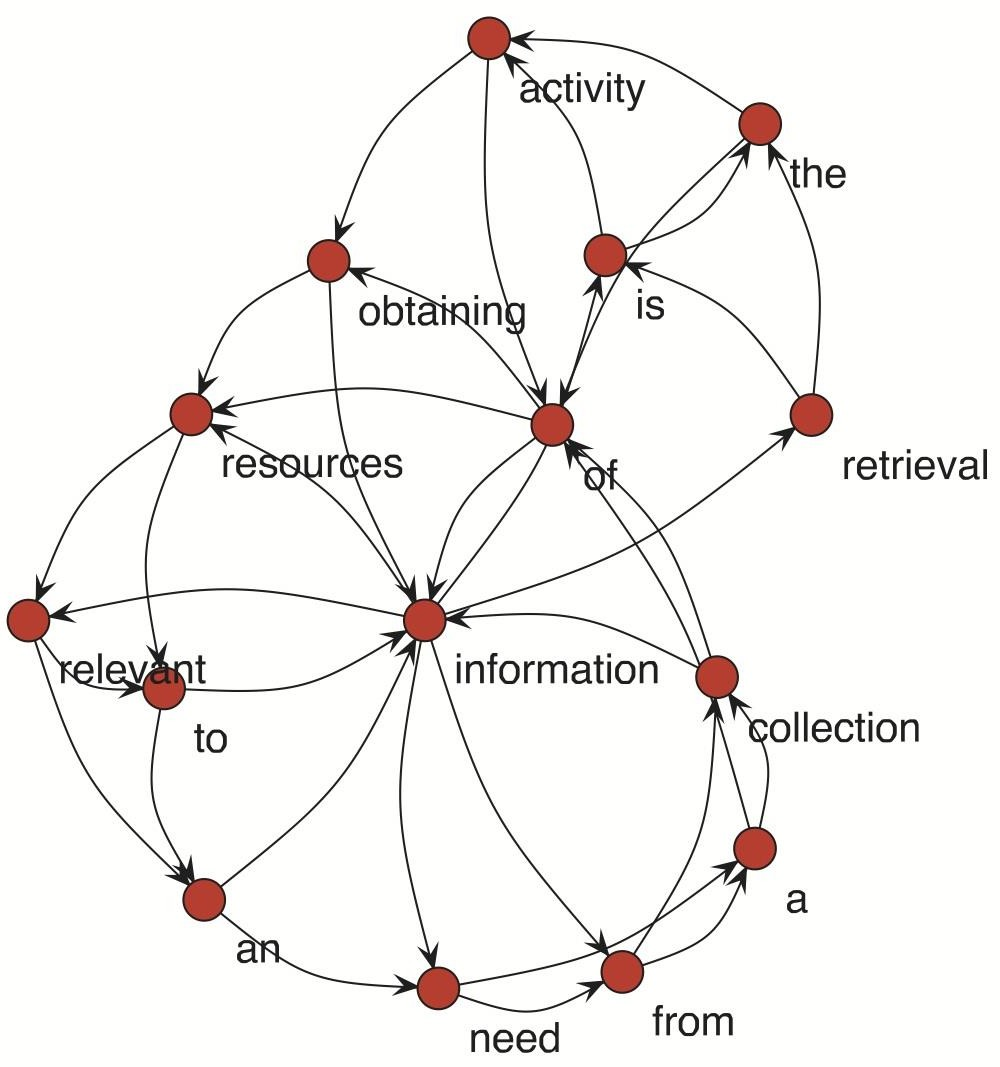 activity
the
is
obtaining
resources
of
retrieval
relevant
information
to
collection
a
an
need
from